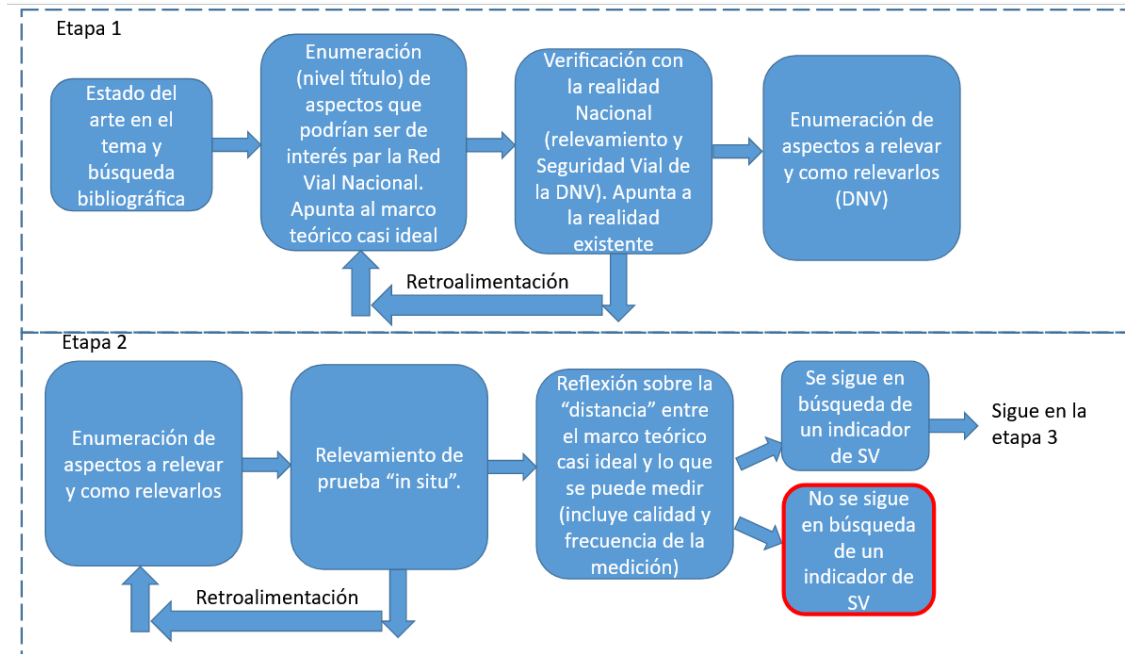 Etapa 1
Estado del
arte en el
tema y
búsqueda
bibliográfica
Enumeración
(nivel título) de
aspectos que
podrían ser de
interés par la Red
Vial Nacional.
Apunta al marco
teórico casi ideal
Verificación con
la realidad
Nacional
(relevamiento y
Seguridad Vial de
la DNV). Apunta a
la realidad
existente
Enumeración de
aspectos a relevar
y como relevarlos
(DNV)
Retroalimentación
Etapa 2
Enumeración de
aspectos a relevar
y como relevarlos
Relevamiento de
prueba “in situ”.
Reflexión sobre la
“distancia” entre
el marco teórico
casi ideal y lo que
se puede medir
(incluye calidad y
frecuencia de la
medición)
Se sigue en
búsqueda de
un indicador
de SV
Sigue en la
etapa 3
No se sigue
en búsqueda
de un
indicador de
SV
Retroalimentación